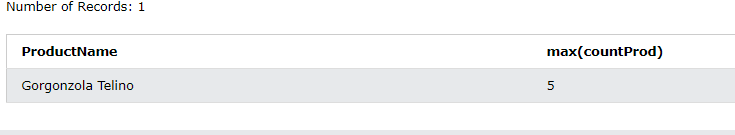 Number of Records: 1
ProductName max(countProd)
Gorgonzola Telino 5